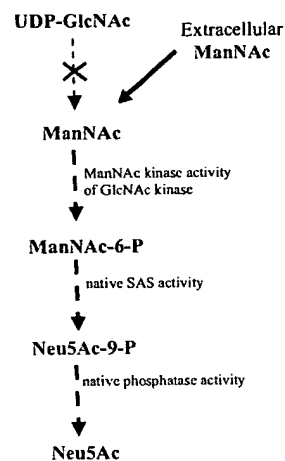 UDP-GlcNAc
Extracellular
ManNAc
ManNAc
ManNAc kinase activity
of GlcNAc kinase
ManNAc-6-P
native SAS activity
Neu5Ac-9-P
native phosphatase activity
Neu5Ac